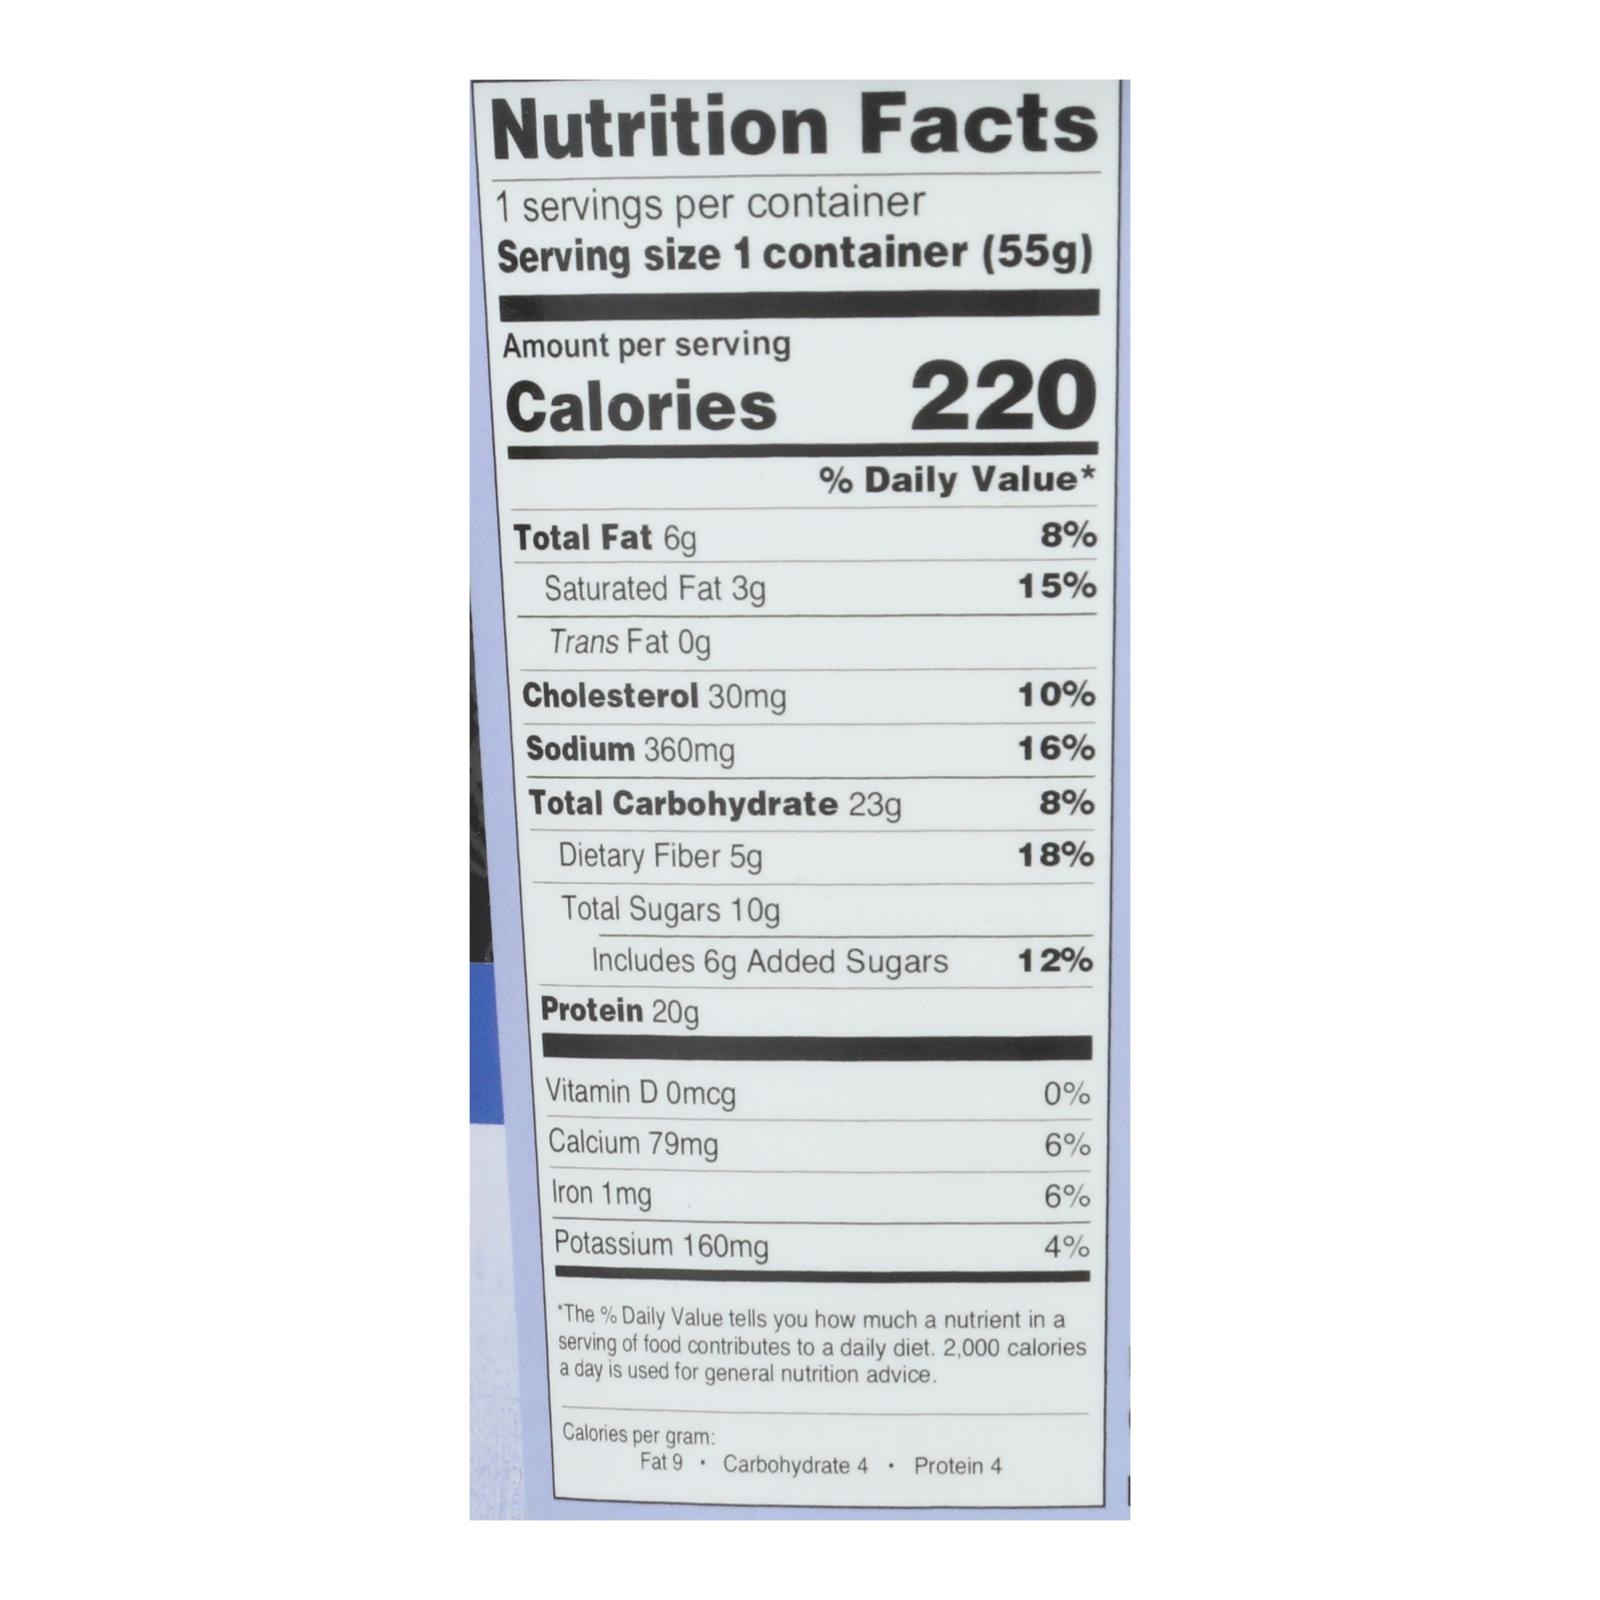 Nutrition Facts
1 servings per container
Serving size 1 container (55g)
Amount per serving
Calories 220
% Daily Value*
Total Fat 6g 8%
Saturated Fat 3g 15%
Trans Fat 0g
Cholesterol 30mg 10%
Sodium 360mg 16%
Total Carbohydrate 23g 8%
Dietary Fiber 5g 18%
Total Sugars 10g
Includes 6g Added Sugars 12%
Protein 20g
Vitamin D 0mcg 0%
Calcium 79mg 6%
Iron 1mg 6%
Potassium 160mg 4%
*The % Daily Value tells you how much a nutrient in a
serving of food contributes to a daily diet. 2,000 calories
a day is used for general nutrition advice.
Calories per gram:
Fat 9 • Carbohydrate 4 • Protein 4